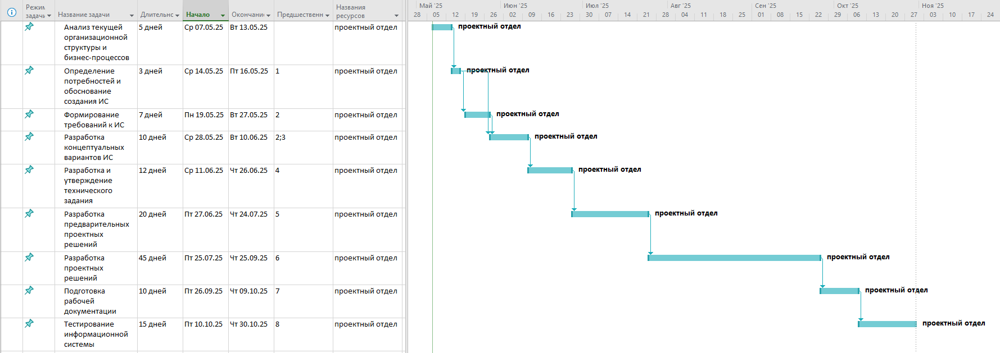 Режим задачи	Название задачи	Длительнс	Начало	Окончани	Предшественн	Названия ресурсов
Май '25	Июн '25	Июл '25	Авг '25	Сен '25	Окт '25	Ноя '25
28	05	12	19	26	02	09	16	23	30	07	14	21	28	04	11	18	25	01	08	15	22	29	06	13	20	27	03	10	17	24
Анализ текущей	5 дней	Ср 07.05.25	Вт 13.05.25	проектный отдел	проектный отдел
организационной
структуры и
бизнес-процессов
Определение	3 дней	Ср 14.05.25	Пт 16.05.25	1	проектный отдел	проектный отдел
потребностей и
обоснование
создания ИС
Формирование	7 дней	Пн 19.05.25	Вт 27.05.25	2	проектный отдел	проектный отдел
требований к ИС
Разработка	10 дней	Ср 28.05.25	Вт 10.06.25	2;3	проектный отдел	проектный отдел
концептуальных
вариантов ИС
Разработка и	12 дней	Ср 11.06.25	Чт 26.06.25	4	проектный отдел	проектный отдел
утверждение
технического
задания
Разработка	20 дней	Пт 27.06.25	Чт 24.07.25	5	проектный отдел	проектный отдел
предварительных
проектных
решений
Разработка	45 дней	Пт 25.07.25	Чт 25.09.25	6	проектный отдел	проектный отдел
проектных
решений
Подготовка	10 дней	Пт 26.09.25	Чт 09.10.25	7	проектный отдел	проектный отдел
рабочей
документации
Тестирование	15 дней	Пт 10.10.25	Чт 30.10.25	8	проектный отдел	проектный отдел
информационной
системы